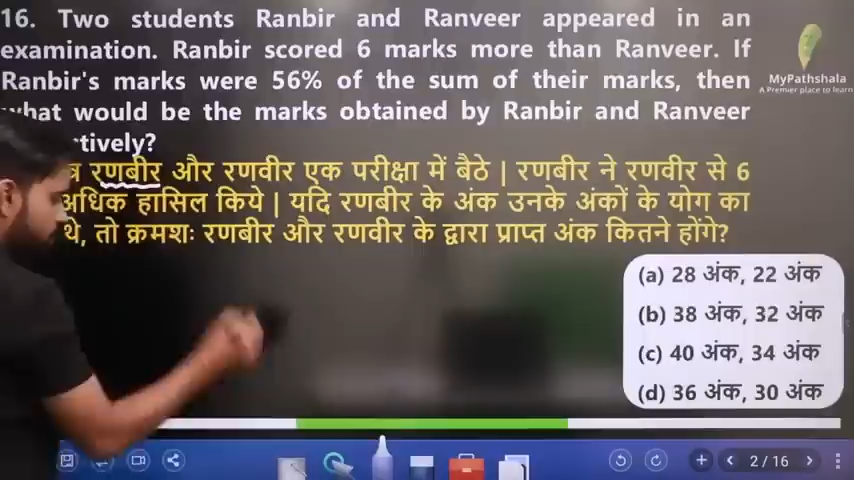 16. Two students Ranbir and Ranveer appeared in an
examination. Ranbir scored 6 marks more than Ranveer. If
Ranbir's marks were 56% of the sum of their marks, then
what would be the marks obtained by Ranbir and Ranveer
रणबीर और रणवीर एक परीक्षा में बैठे | रणबीर ने रणवीर से 6
अधिक हासिल किये | यदि रणबीर के अंक उनके अंकों के योग का
थे, तो क्रमशः रणबीर और रणवीर के द्वारा प्राप्त अंक कितने होंगे?
(a) 28 अंक, 22 अंक
(b) 38 अंक, 32 अंक
(c) 40 अंक, 34 अंक
(d) 36 अंक, 30 अंक
MyPathshala
A Premier place to learn
2 / 16